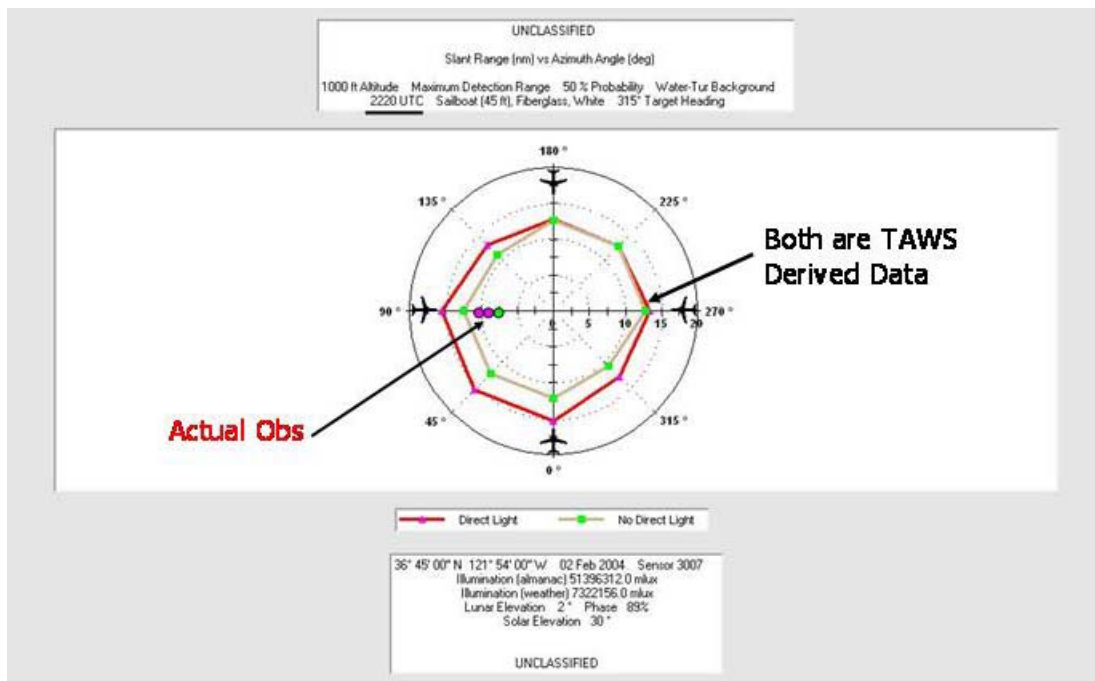 UNCLASSIFIED
Slant Range (nm) vs Azimuth Angle (deg)
1000 ft Altitude Maximum Detection Range 50 % Probability Water-Tur Background
2220 UTC Sailboat (45 ft), Fiberglass, White 315° Target Heading
180 °
135 °
225 °
Both are TAWS
Derived Data
90 °
0 5 10 15 20
270 °
Actual Obs
45 °
315 °
0 °
Direct Light No Direct Light
36° 45' 00" N 121° 54' 00" W 02 Feb 2004 Sensor 3007
Illumination (almanac) 51396312.0 mlux
Illumination (weather) 7322156.0 mlux
Lunar Elevation 2 ° Phase 89%
Solar Elevation 30 °
UNCLASSIFIED